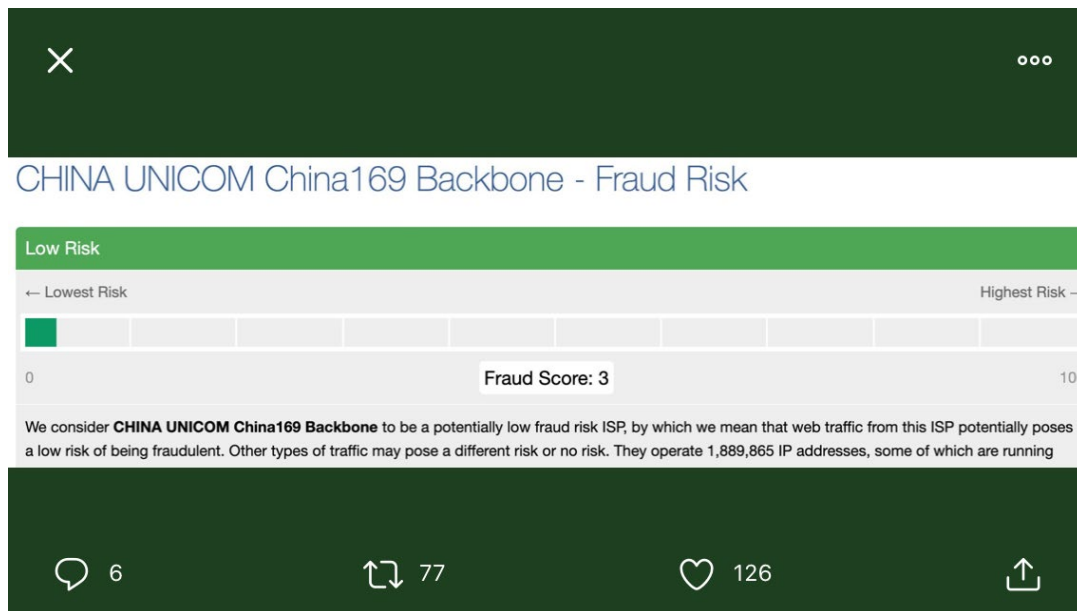 CHINA UNICOM China169 Backbone - Fraud Risk
Low Risk
← Lowest Risk
Highest Risk –
0
Fraud Score: 3
10
We consider CHINA UNICOM China169 Backbone to be a potentially low fraud risk ISP, by which we mean that web traffic from this ISP potentially poses
a low risk of being fraudulent. Other types of traffic may pose a different risk or no risk. They operate 1,889,865 IP addresses, some of which are running
6
77
126